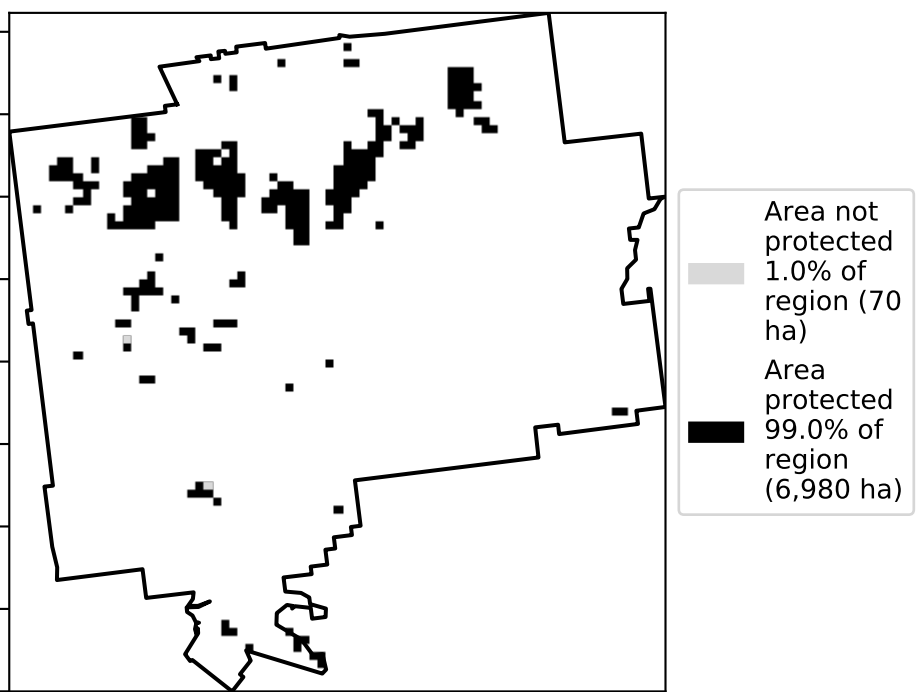 Area not
protected
1.0% of
region (70
ha)
Area
protected
99.0% of
region
(6,980 ha)